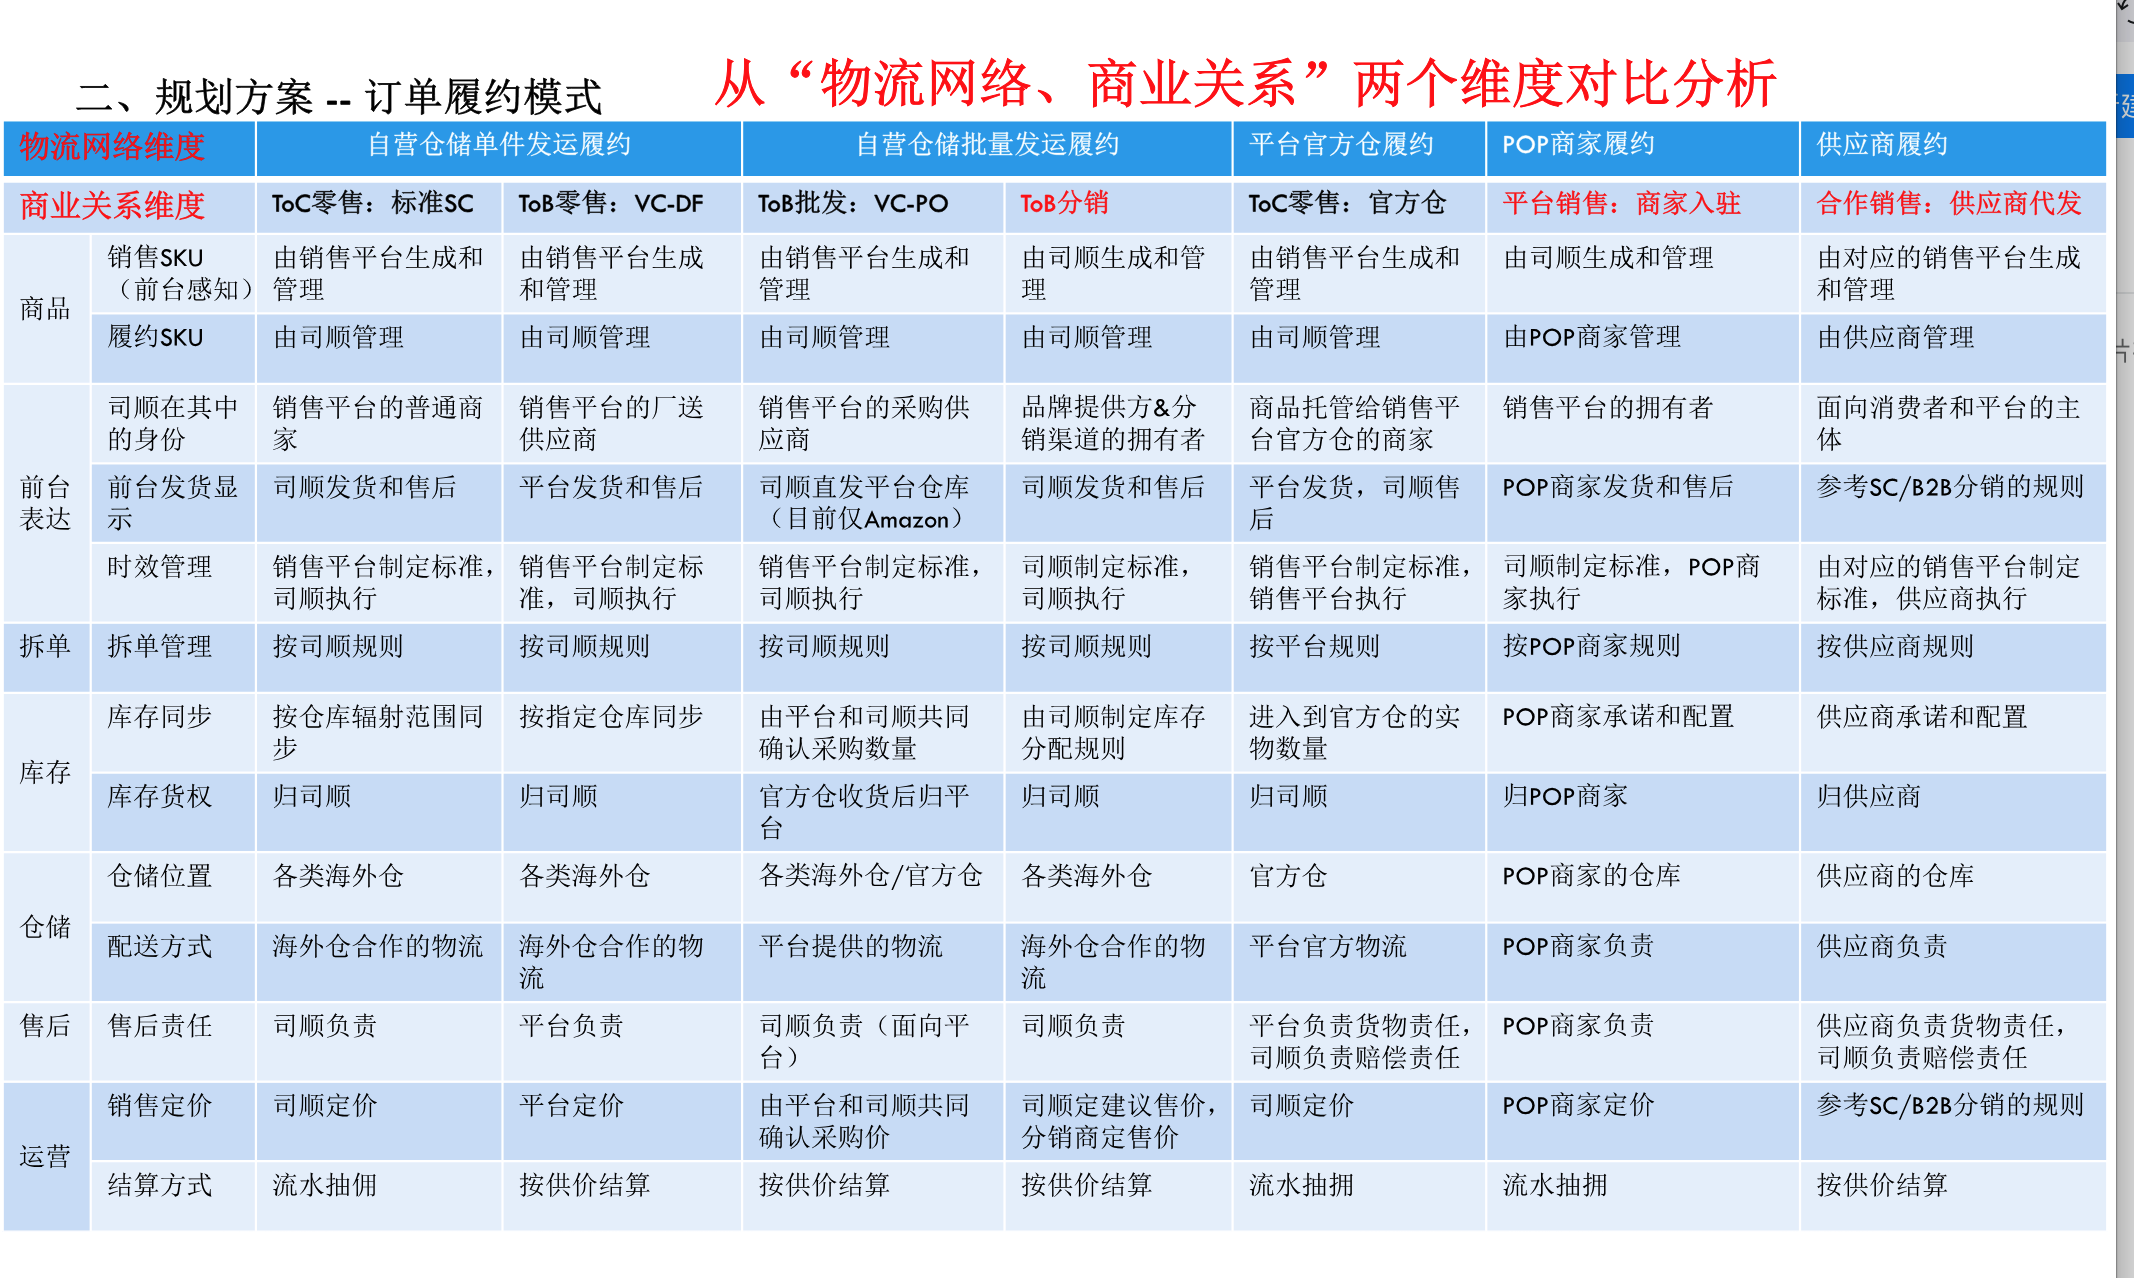 二、规划方案 -- 订单履约模式
从“物流网络、商业关系”两个维度对比分析
物流网络维度
自营仓储单件发运履约
自营仓储批量发运履约
平台官方仓履约
POP商家履约
供应商履约
商业关系维度
ToC零售：标准SC
ToB零售：VC-DF
ToB批发：VC-PO
ToB分销
ToC零售：官方仓
平台销售：商家入驻
合作销售：供应商代发
商品
销售SKU
（前台感知）
由销售平台生成和
管理
由销售平台生成
和管理
由销售平台生成和
管理
由司顺生成和管
理
由销售平台生成和
管理
由司顺生成和管理
由对应的销售平台生成
和管理
履约SKU
由司顺管理
由司顺管理
由司顺管理
由司顺管理
由司顺管理
由POP商家管理
由供应商管理
前台
表达
司顺在其中
的身份
销售平台的普通商
家
销售平台的厂送
供应商
销售平台的采购供
应商
品牌提供方&分
销渠道的拥有者
商品托管给销售平
台官方仓的商家
销售平台的拥有者
面向消费者和平台的主
体
前台发货显
示
司顺发货和售后
平台发货和售后
司顺直发平台仓库
（目前仅Amazon）
司顺发货和售后
平台发货，司顺售
后
POP商家发货和售后
参考SC/B2B分销的规则
时效管理
销售平台制定标准，
司顺执行
销售平台制定标
准，司顺执行
销售平台制定标准，
司顺执行
司顺制定标准，
司顺执行
销售平台制定标准，
销售平台执行
司顺制定标准，POP商
家执行
由对应的销售平台制定
标准，供应商执行
拆单
拆单管理
按司顺规则
按司顺规则
按司顺规则
按司顺规则
按平台规则
按POP商家规则
按供应商规则
库存
库存同步
按仓库辐射范围同
步
按指定仓库同步
由平台和司顺共同
确认采购数量
由司顺制定库存
分配规则
进入到官方仓的实
物数量
POP商家承诺和配置
供应商承诺和配置
库存货权
归司顺
归司顺
官方仓收货后归平
台
归司顺
归司顺
归POP商家
归供应商
仓储
仓储位置
各类海外仓
各类海外仓
各类海外仓/官方仓
各类海外仓
官方仓
POP商家的仓库
供应商的仓库
配送方式
海外仓合作的物流
海外仓合作的物
流
平台提供的物流
海外仓合作的物
流
平台官方物流
POP商家负责
供应商负责
售后
售后责任
司顺负责
平台负责
司顺负责（面向平
台）
司顺负责
平台负责货物责任，
司顺负责赔偿责任
POP商家负责
供应商负责货物责任，
司顺负责赔偿责任
运营
销售定价
司顺定价
平台定价
由平台和司顺共同
确认采购价
司顺定建议售价，
分销商定售价
司顺定价
POP商家定价
参考SC/B2B分销的规则
结算方式
流水抽佣
按供价结算
按供价结算
按供价结算
流水抽拥
流水抽拥
按供价结算